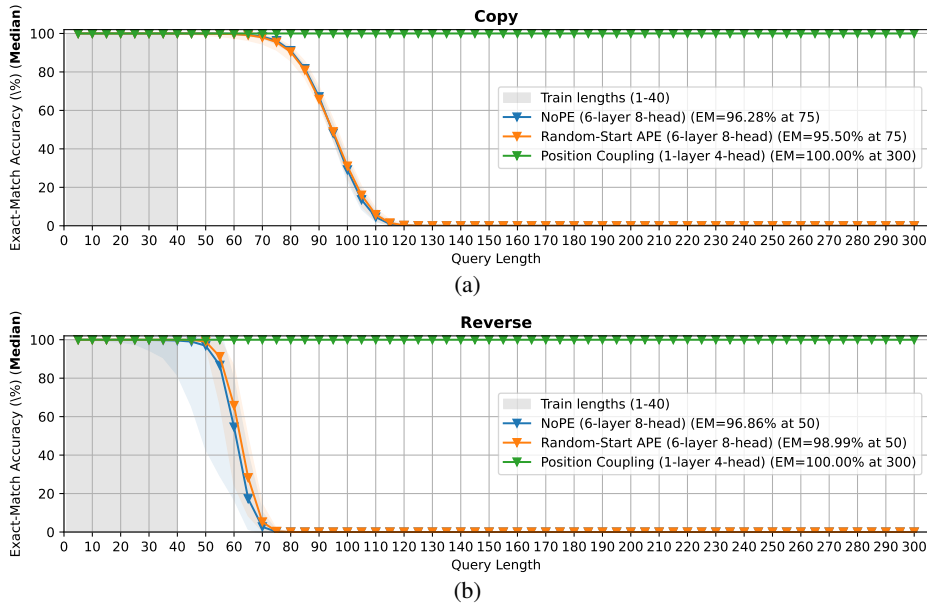 Copy
Exact-Match Accuracy (\%) (Median)
100
80
60
40
20
0
Train lengths (1-40)
NoPE (6-layer 8-head) (EM=96.28% at 75)
Random-Start APE (6-layer 8-head) (EM=95.50% at 75)
Position Coupling (1-layer 4-head) (EM=100.00% at 300)
0 10 20 30 40 50 60 70 80 90 100 110 120 130 140 150 160 170 180 190 200 210 220 230 240 250 260 270 280 290 300
Query Length
(a)
Reverse
Exact-Match Accuracy (\%) (Median)
100
80
60
40
20
0
Train lengths (1-40)
NoPE (6-layer 8-head) (EM=96.86% at 50)
Random-Start APE (6-layer 8-head) (EM=98.99% at 50)
Position Coupling (1-layer 4-head) (EM=100.00% at 300)
0 10 20 30 40 50 60 70 80 90 100 110 120 130 140 150 160 170 180 190 200 210 220 230 240 250 260 270 280 290 300
Query Length
(b)